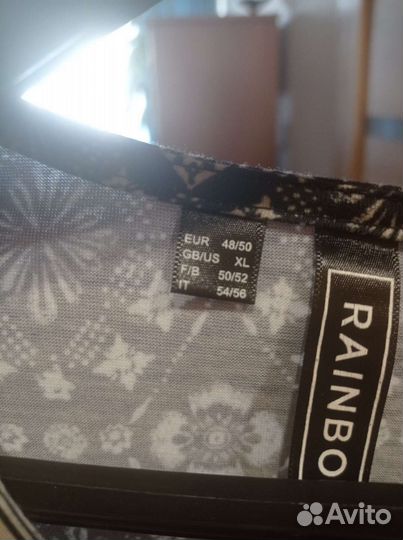 EUR 48/50
GB/US XL
F/B 50/52
IT 54/56
RAINBO
Avito